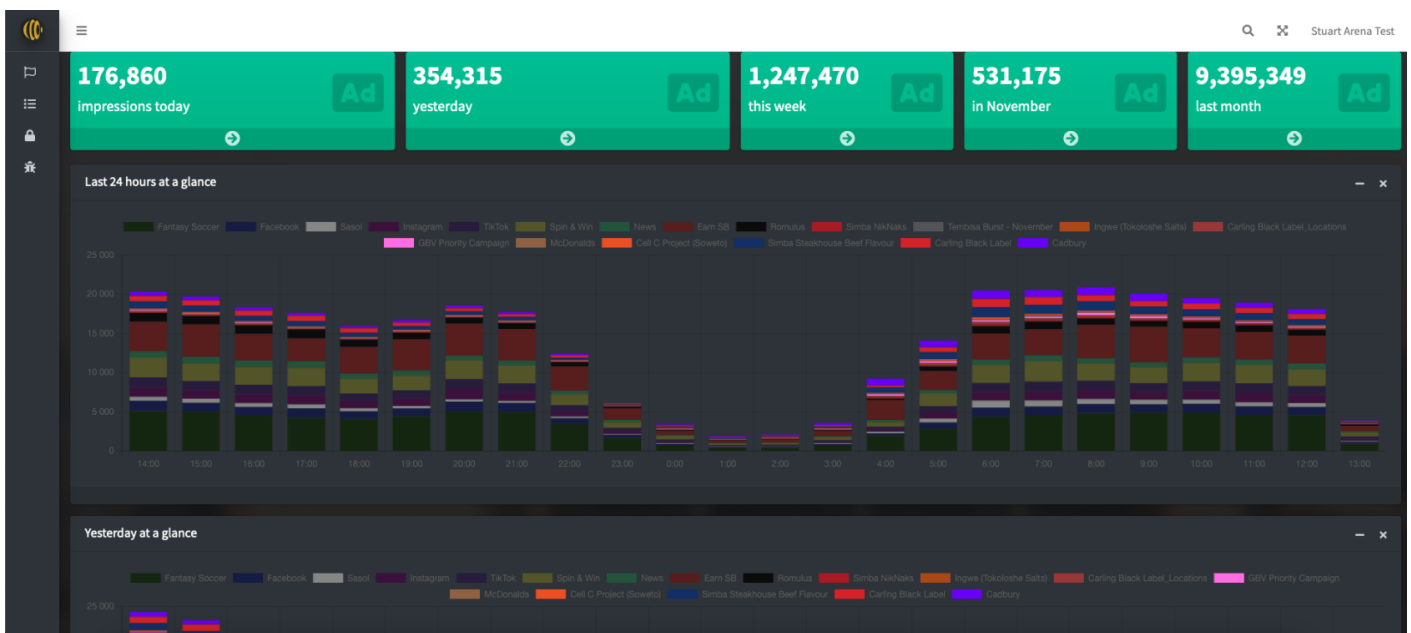 Stuart Arena Test
176,860
impressions today
Ad
354,315
yesterday
Ad
1,247,470
this week
Ad
531,175
in November
Ad
9,395,349
last month
Ad
Last 24 hours at a glance
Fantasy Soccer Facebook Sasol Instagram TikTok Spin & Win News Earn SB Romulus Simba NikNaks Tembisa Burst - November Ingwe (Tokoloshe Salts) Carling Black Label_Locations
GBV Priority Campaign McDonalds Cell C Project (Soweto) Simba Steakhouse Beef Flavour Carling Black Label Cadbury
25 000
20 000
15 000
10 000
5 000
0
14:00 15:00 16:00 17:00 18:00 19:00 20:00 21:00 22:00 23:00 0:00 1:00 2:00 3:00 4:00 5:00 6:00 7:00 8:00 9:00 10:00 11:00 12:00 13:00
Yesterday at a glance
Fantasy Soccer Facebook Sasol Instagram TikTok Spin & Win News Earn SB Romulus Simba NikNaks Ingwe (Tokoloshe Salts) Carling Black Label_Locations GBV Priority Campaign
McDonalds Cell C Project (Soweto) Simba Steakhouse Beef Flavour Carling Black Label Cadbury
25 000